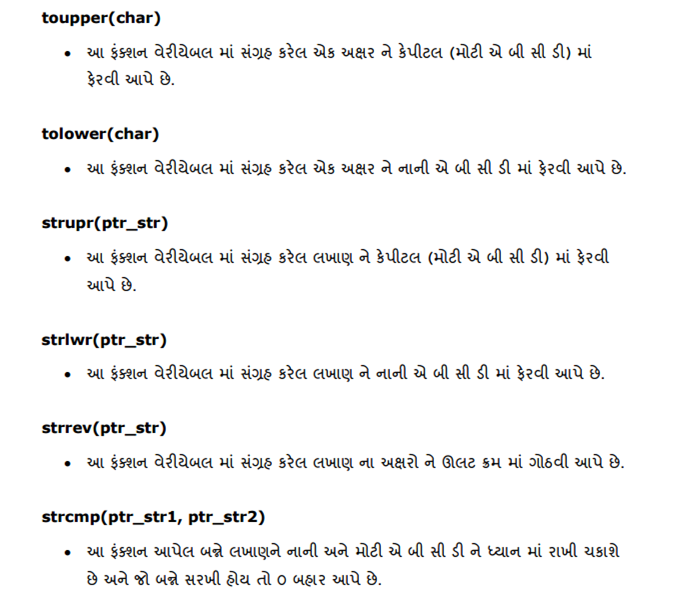 toupper(char)
• આ ફંક્શન વેરીયેબલ માં સંગ્રહ કરેલ એક અક્ષર ને કેપીટલ (મોટી એ બી સી ડી) માં
ફેરવી આપે છે.
tolower(char)
• આ ફંક્શન વેરીયેબલ માં સંગ્રહ કરેલ એક અક્ષર ને નાની એ બી સી ડી માં ફેરવી આપે છે.
strupr(ptr_str)
• આ ફંક્શન વેરીયેબલ માં સંગ્રહ કરેલ લખાણ ને કેપીટલ (મોટી એ બી સી ડી) માં ફેરવી
આપે છે.
strlwr(ptr_str)
• આ ફંક્શન વેરીયેબલ માં સંગ્રહ કરેલ લખાણ ને નાની એ બી સી ડી માં ફેરવી આપે છે.
strrev(ptr_str)
• આ ફંક્શન વેરીયેબલ માં સંગ્રહ કરેલ લખાણ ના અક્ષરો ને ઊલટ ક્રમ માં ગોઠવી આપે છે.
strcmp(ptr_str1, ptr_str2)
• આ ફંક્શન આપેલ બન્ને લખાણને નાની અને મોટી એ બી સી ડી ને ધ્યાન માં રાખી ચકાશે
છે અને જો બન્ને સરખી હોય તો 0 બહાર આપે છે.